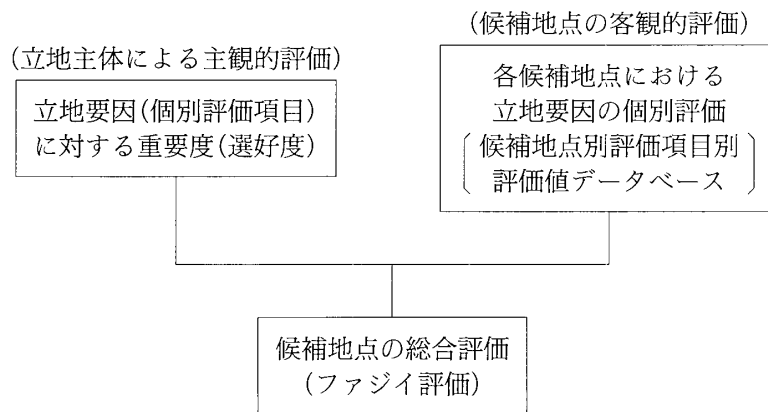 (立地主体による主観的評価)
立地要因(個別評価項目)
に対する重要度(選好度)
(候補地点の客観的評価)
各候補地点における
立地要因の個別評価
〔候補地点別評価項目別
評価値データベース〕
候補地点の総合評価
(ファジイ評価)